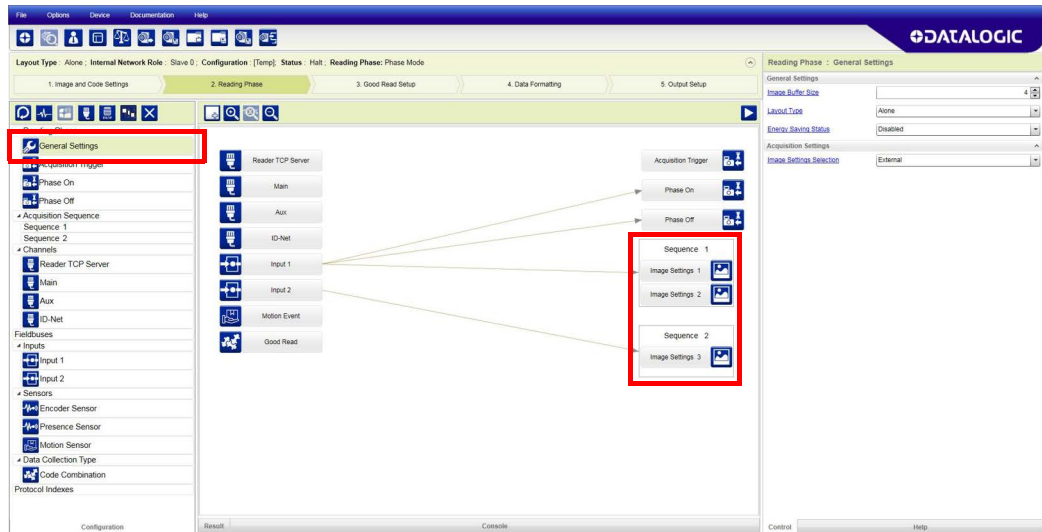 File Options Device Documentation Help
DATALOGIC
Layout Type : Alone ; Internal Network Role : Slave 0 ; Configuration : [Temp]; Status : Halt ; Reading Phase: Phase Mode
1. Image and Code Settings 2. Reading Phase 3. Good Read Setup 4. Data Formatting 5. Output Setup
General Settings
Acquisition Trigger
Phase On
Phase Off
Acquisition Sequence
Sequence 1
Sequence 2
Channels
Reader TCP Server
Main
Aux
ID-Net
Fieldbuses
Inputs
Input 1
Input 2
Sensors
Encoder Sensor
Presence Sensor
Motion Sensor
Data Collection Type
Code Combination
Protocol Indexes
Configuration
Reader TCP Server
Main
Aux
ID-Net
Input 1
Input 2
Motion Event
Good Read
Acquisition Trigger
Phase On
Phase Off
Sequence 1
Image Settings 1
Image Settings 2
Sequence 2
Image Settings 3
Result Console
Reading Phase : General Settings
General Settings
Image Buffer Size 4
Layout Type Alone
Energy Saving Status Disabled
Acquisition Settings
Image Settings Selection External
Control Help